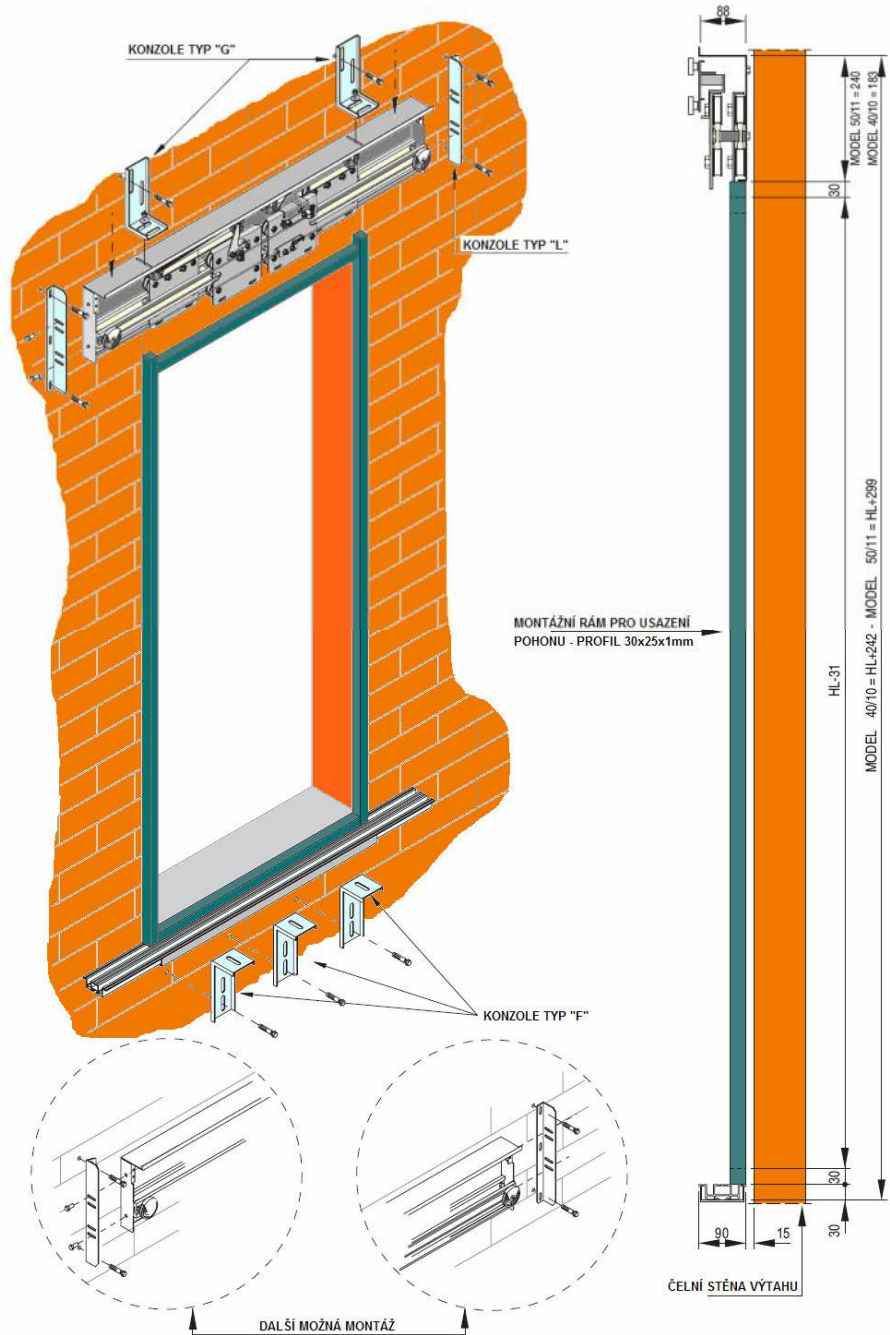 KONZOLE TYP "G"
KONZOLE TYP "L"
KONZOLE TYP "F"
DALŠÍ MOŽNÁ MONTÁŽ
88
MODEL 50/11 = 240
MODEL 40/10 = 183
30
MONTÁŽNÍ RÁM PRO USAZENÍ
POHONU - PROFIL 30x25x1mm
HL-31
MODEL 40/10 = HL+242 - MODEL 50/11 = HL+299
30
30
90
15
ČELNÍ STĚNA VÝTAHU